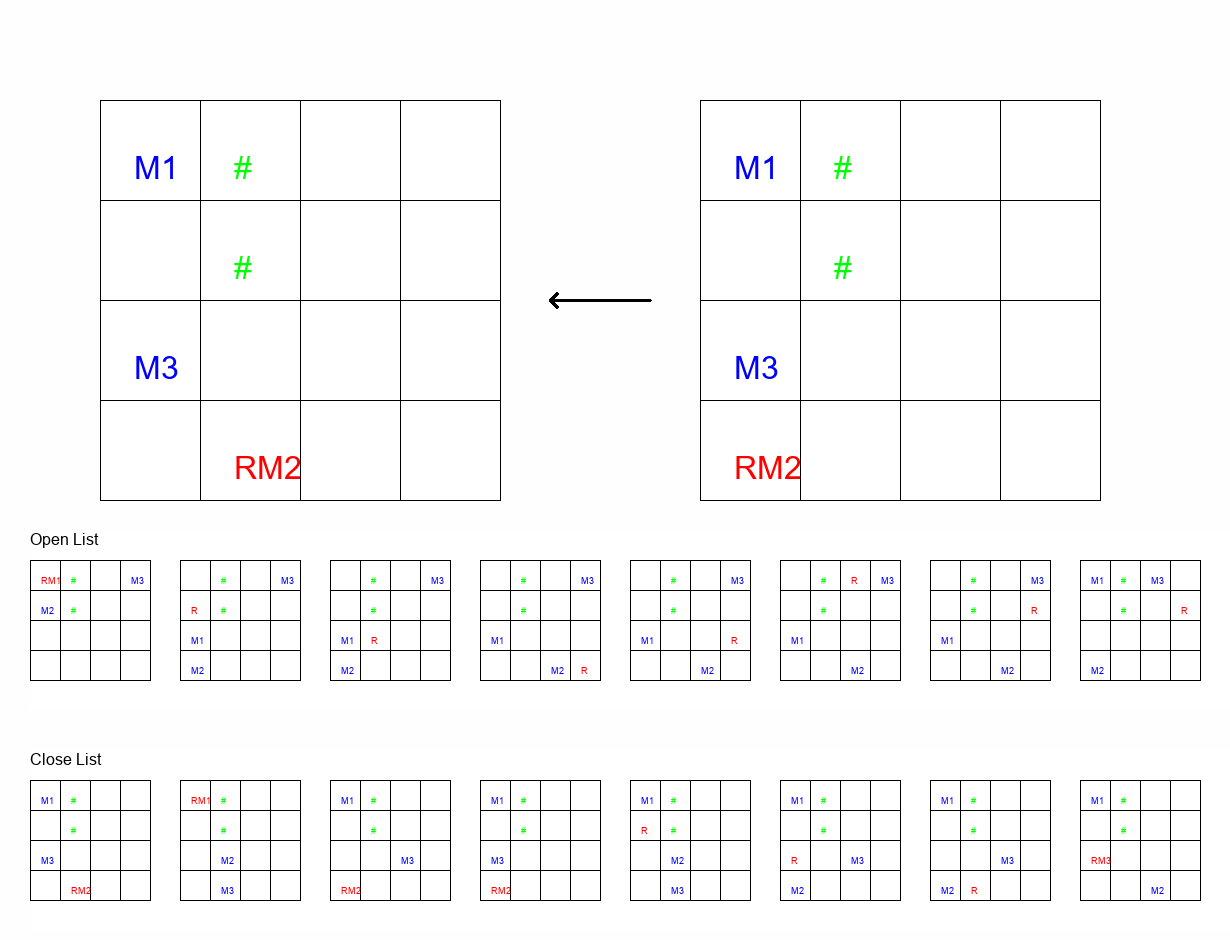 M1 # M1 #
# #
M3 M3
RM2 RM2
Open List
RM1 # M3 # M3 # M3 # M3 # M3 # R M3 # M3 M1 # M3
M2 # R # # # # # # R # R
M1 M1 R M1 M1 R M1 M1
M2 M2 M2 R M2 M2 M2 M2
Close List
M1 # RM1 # M1 # M1 # M1 # M1 # M1 # M1 #
# # # # R # # # #
M3 M2 M3 M3 M2 R M3 M3 RM3
RM2 M3 RM2 RM2 M3 M2 M2 R M2